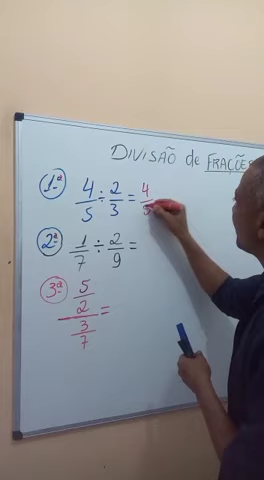 DIVISÃO de FRAÇÕES
1ª 4/5 ÷ 2/3 = 4/5
2ª 1/7 ÷ 2/9 =
3ª 5/2 / 3/7 =